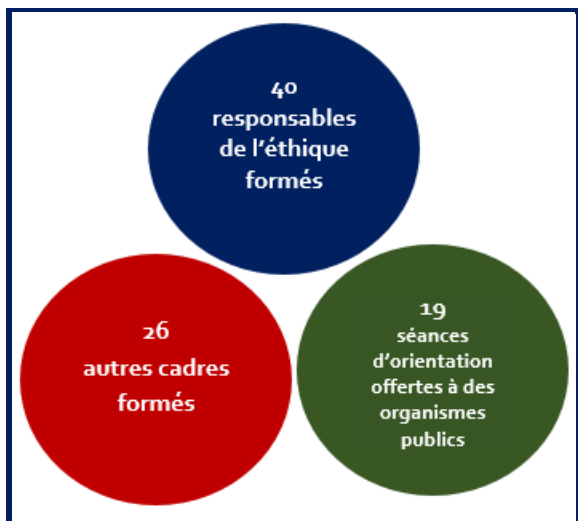 40
responsables
de l'éthique
formés
26
autres cadres
formés
19
séances
d'orientation
offertes à des
organismes
publics